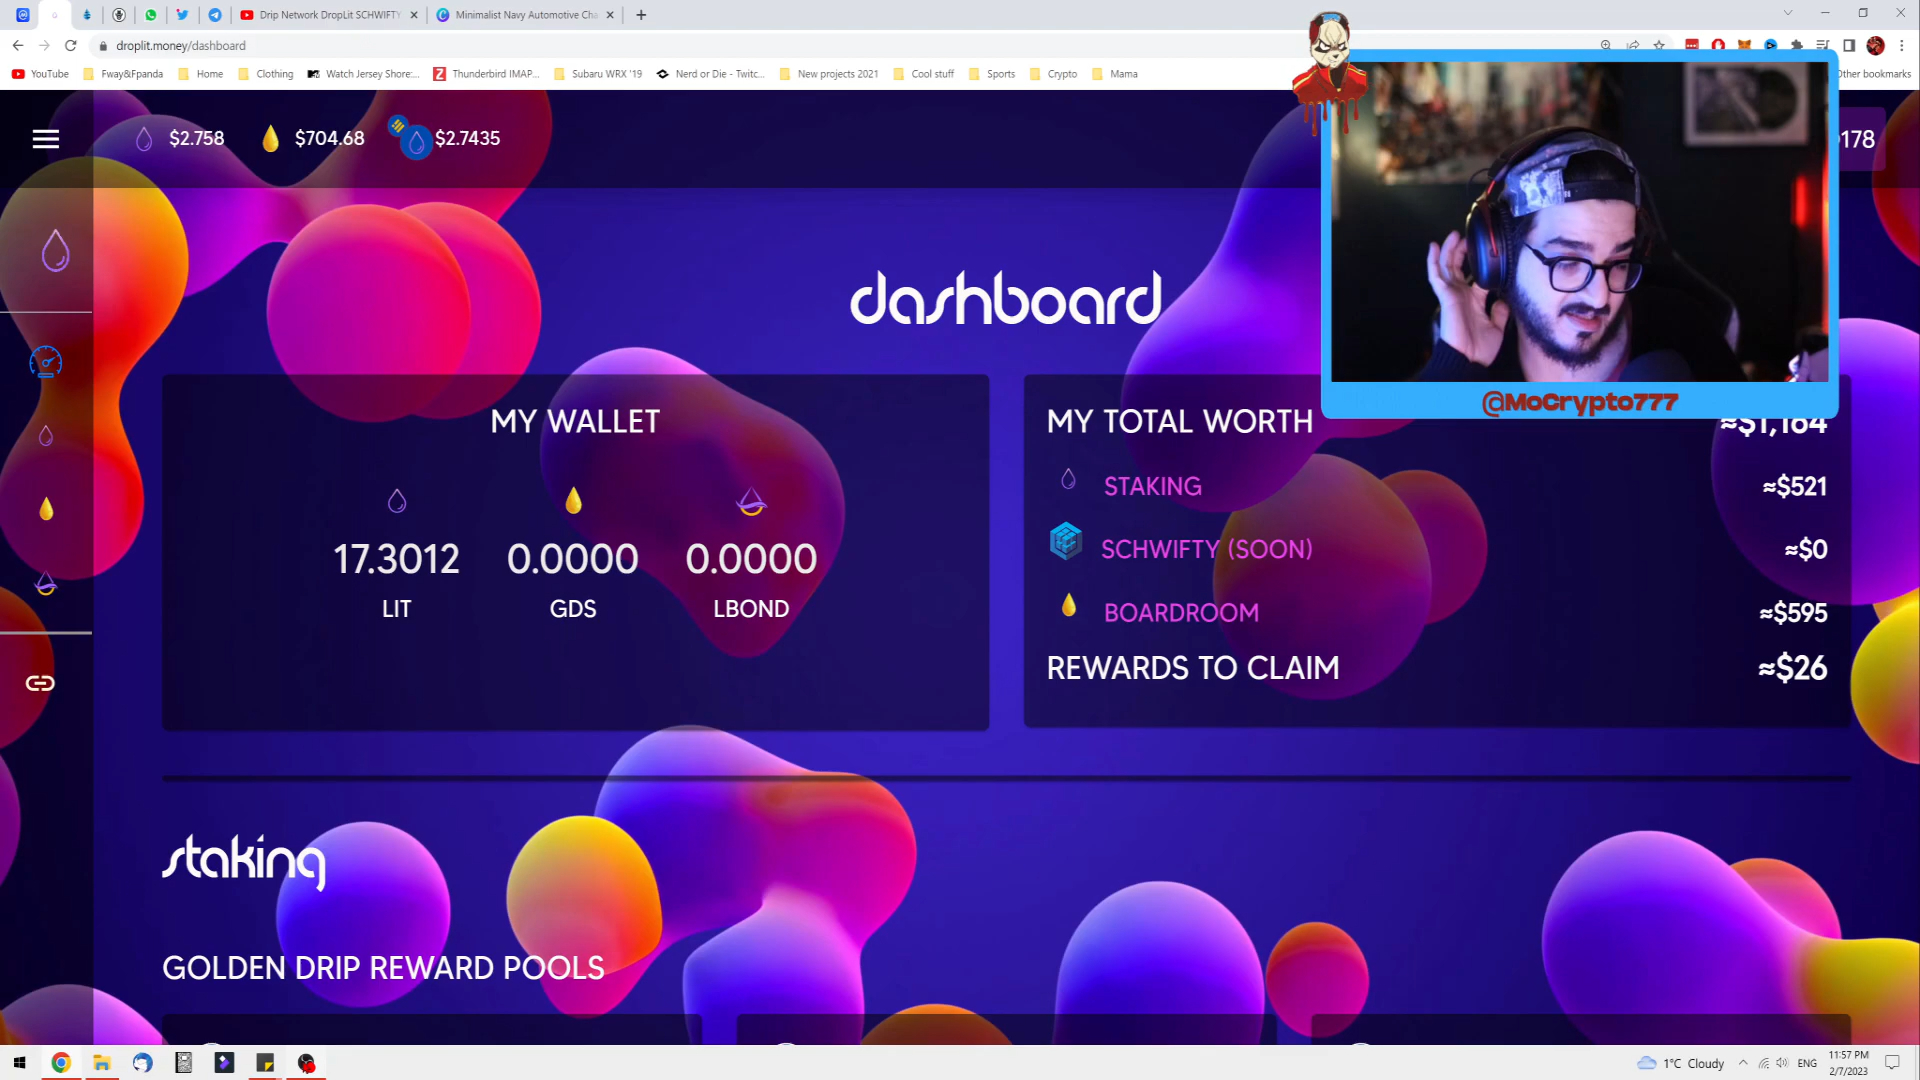 Drip Network DropLit SCHWIFTY
Minimalist Navy Automotive Cha
droplit.money/dashboard
YouTube
Fway&Fpanda
Home
Clothing
Watch Jersey Shore:...
Thunderbird IMAP...
Subaru WRX '19
Nerd or Die - Twitc...
New projects 2021
Cool stuff
Sports
Crypto
Mama
Other bookmarks
$2.758
$704.68
$2.7435
178
dashboard
@MoCrypto777
MY WALLET
17.3012
0.0000
0.0000
LIT
GDS
LBOND
MY TOTAL WORTH
≈$1,164
STAKING
≈$521
SCHWIFTY (SOON)
≈$0
BOARDROOM
≈$595
REWARDS TO CLAIM
≈$26
staking
GOLDEN DRIP REWARD POOLS
1°C Cloudy
ENG
11:57 PM
2/7/2023